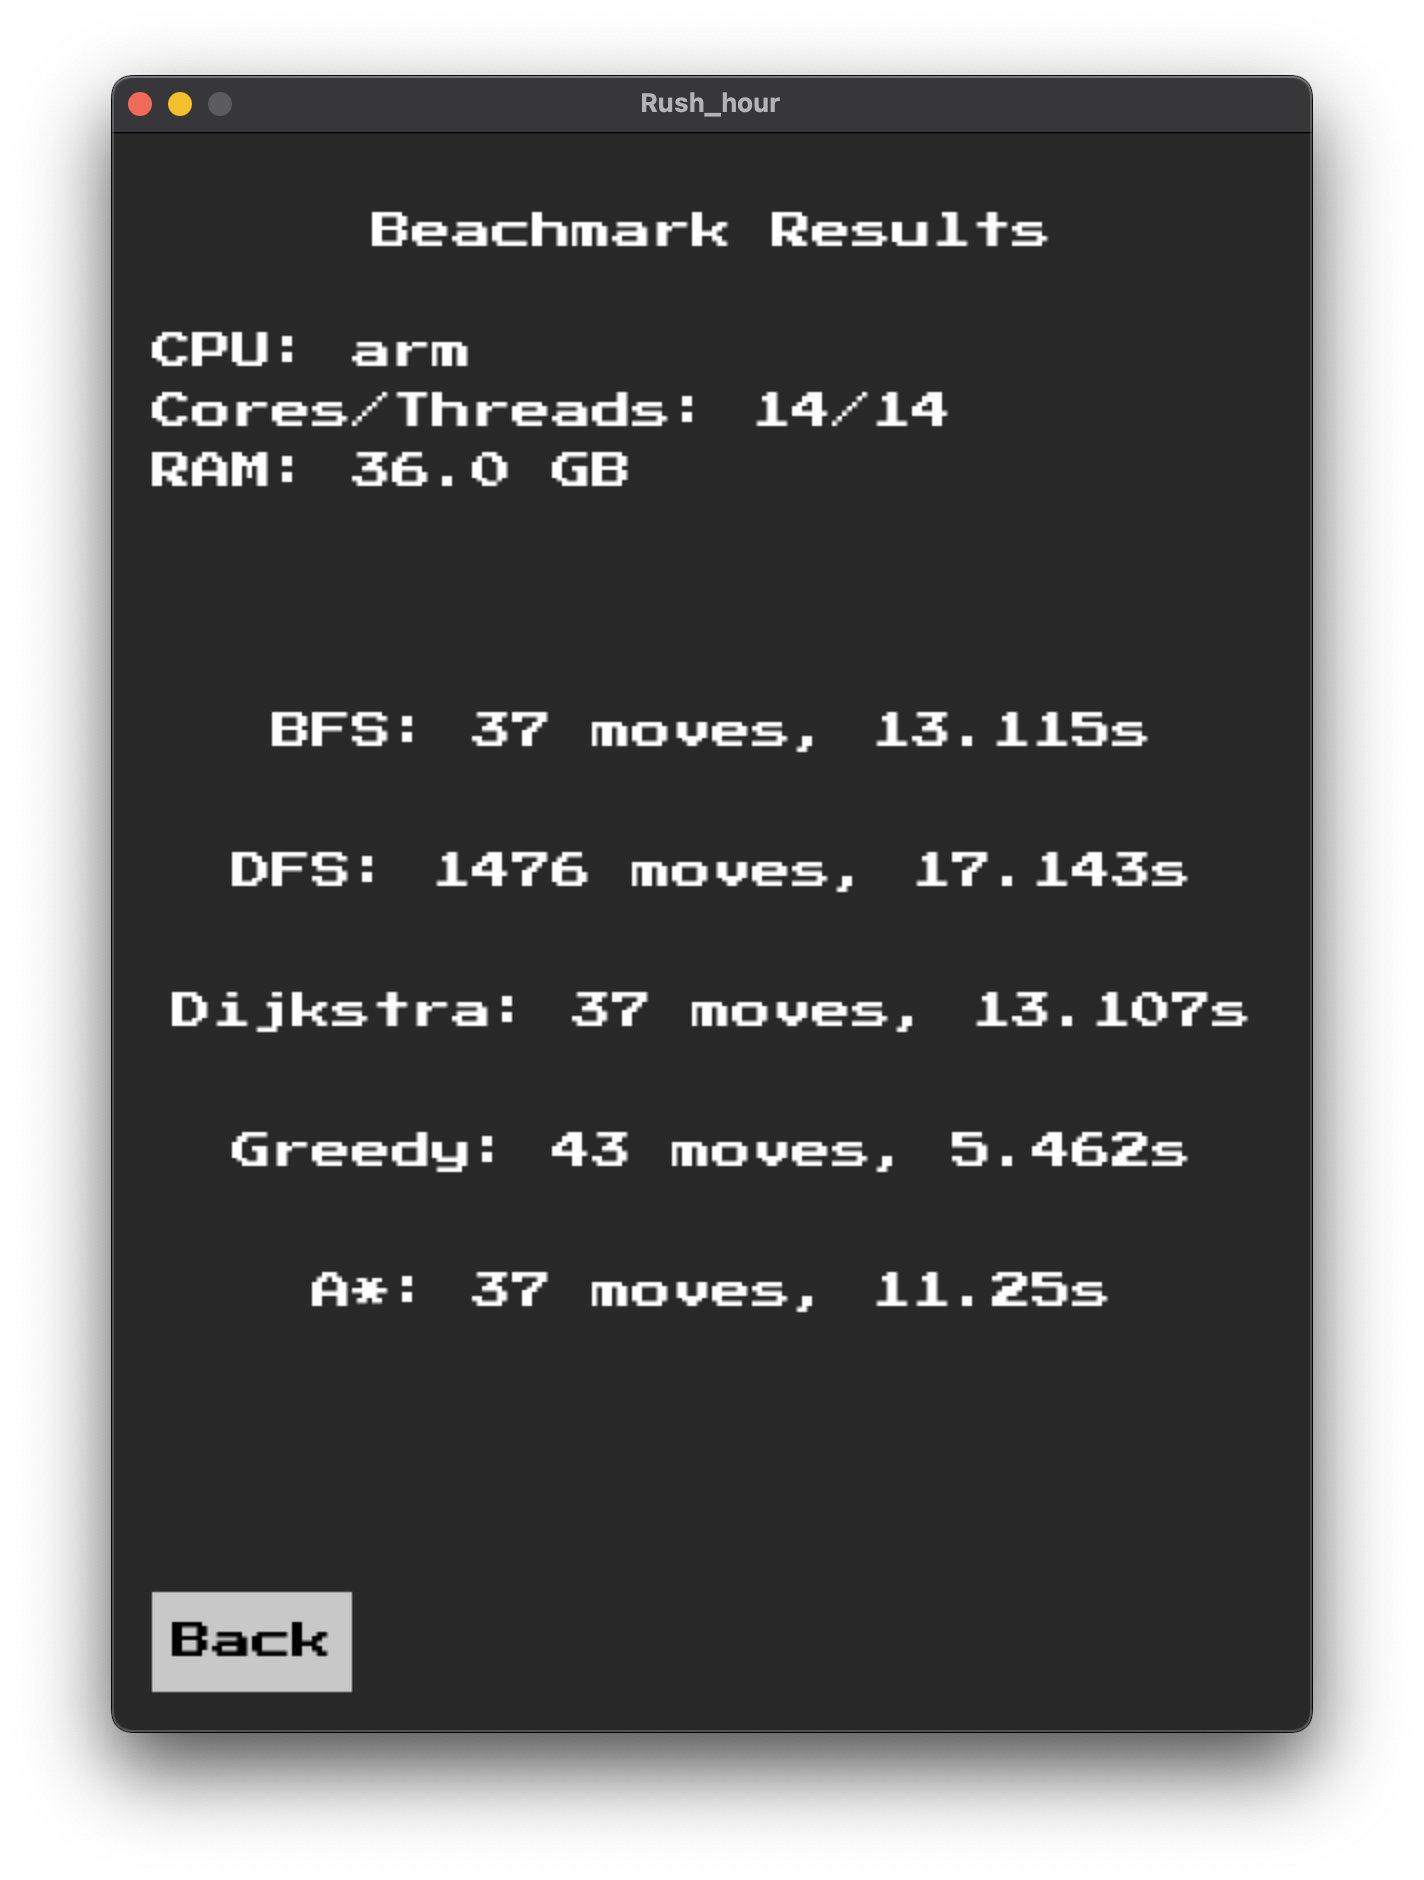 Rush_hour
Beachmark Results
CPU: arm
Cores/Threads: 14/14
RAM: 36.0 GB
BFS: 37 moves, 13.115s
DFS: 1476 moves, 17.143s
Dijkstra: 37 moves, 13.107s
Greedy: 43 moves, 5.462s
A*: 37 moves, 11.25s
Back